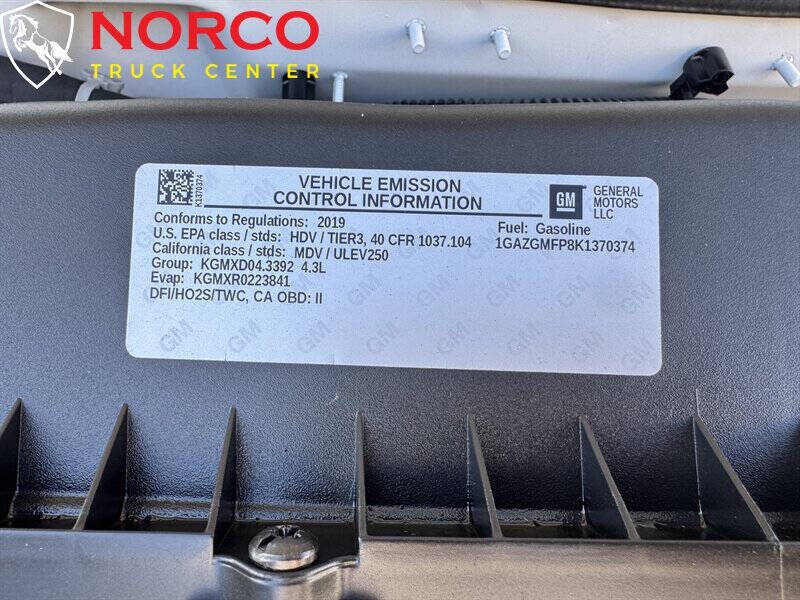 NORCO
TRUCK CENTER
K1370374
VEHICLE EMISSION
CONTROL INFORMATION
GM
GENERAL
MOTORS
LLC
Conforms to Regulations: 2019
U.S. EPA class / stds: HDV / TIER3, 40 CFR 1037.104
California class / stds: MDV / ULEV250
Group: KGMXD04.3392 4.3L
Evap: KGMXR0223841
DFI/HO2S/TWC, CA OBD: II
Fuel: Gasoline
1GAZGMFP8K1370374